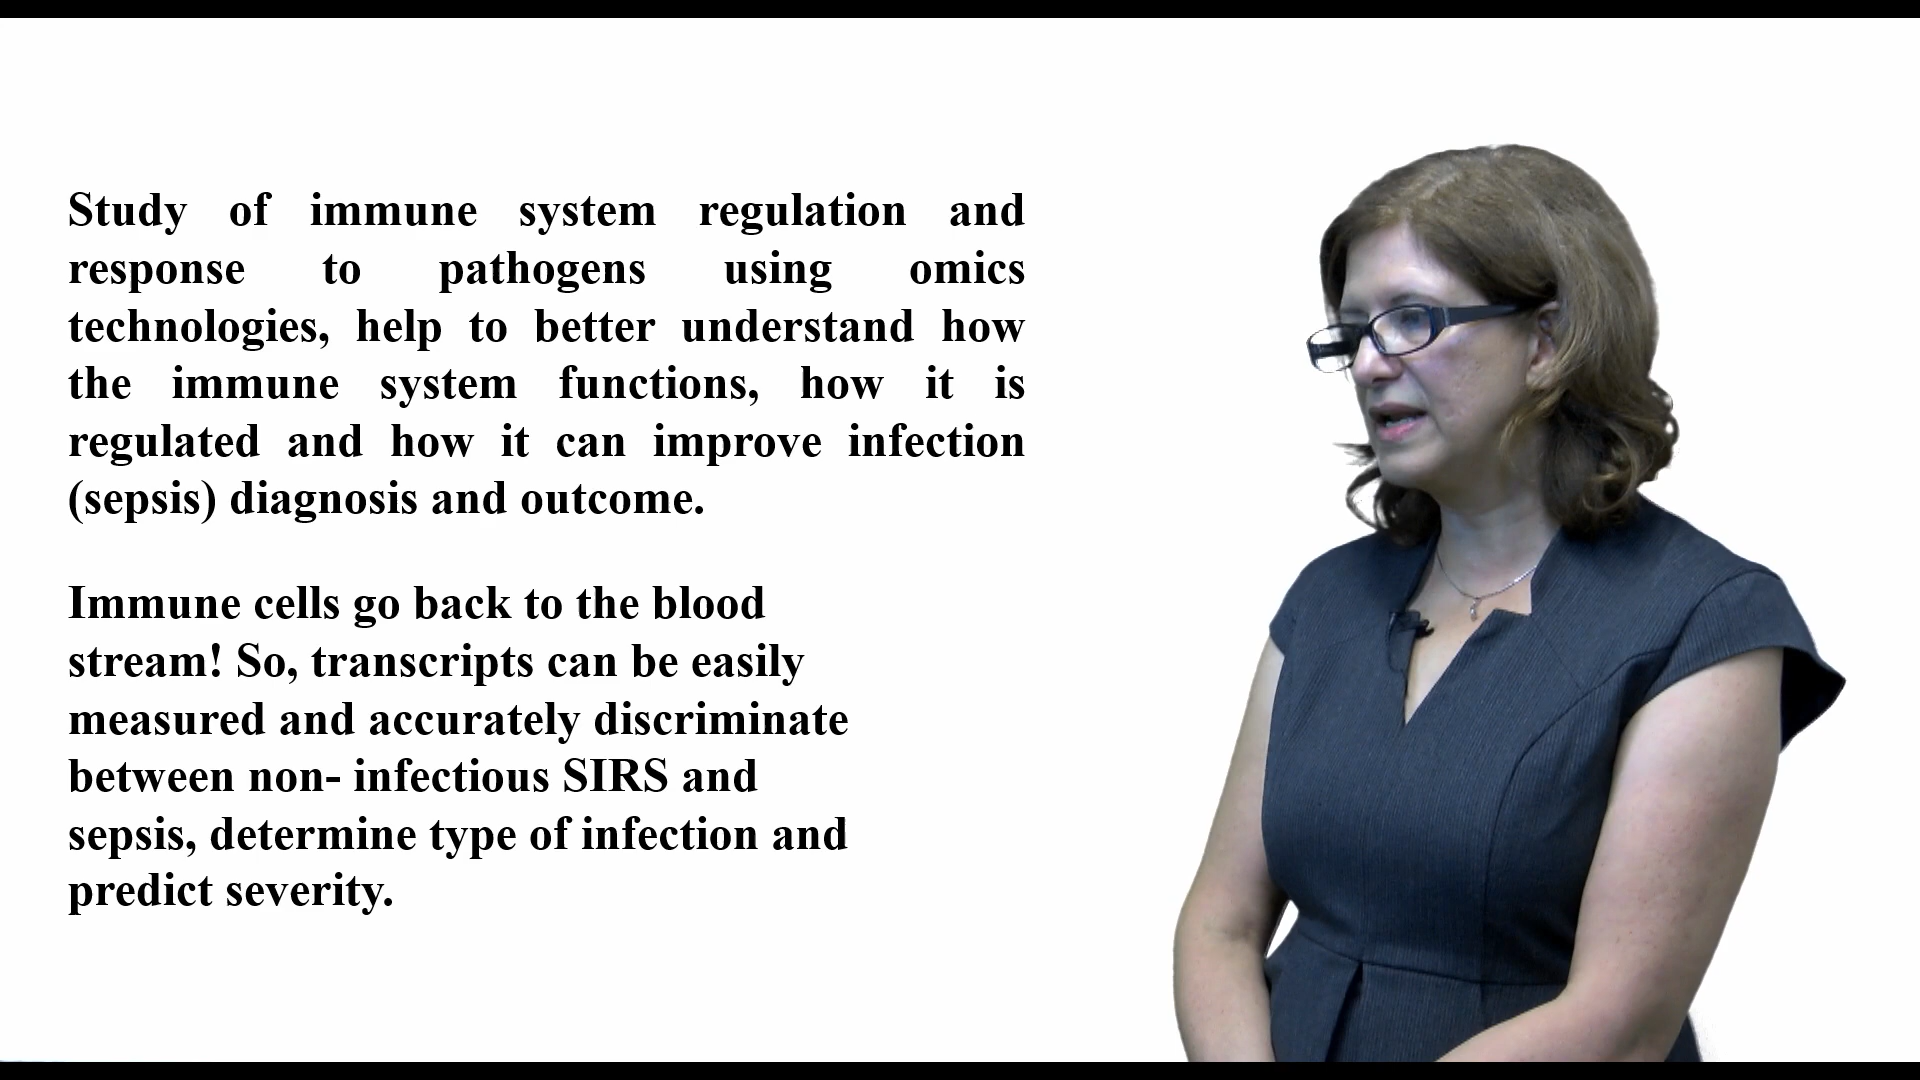 Study of immune system regulation and
response to pathogens using omics
technologies, help to better understand how
the immune system functions, how it is
regulated and how it can improve infection
(sepsis) diagnosis and outcome.
Immune cells go back to the blood
stream! So, transcripts can be easily
measured and accurately discriminate
between non- infectious SIRS and
sepsis, determine type of infection and
predict severity.